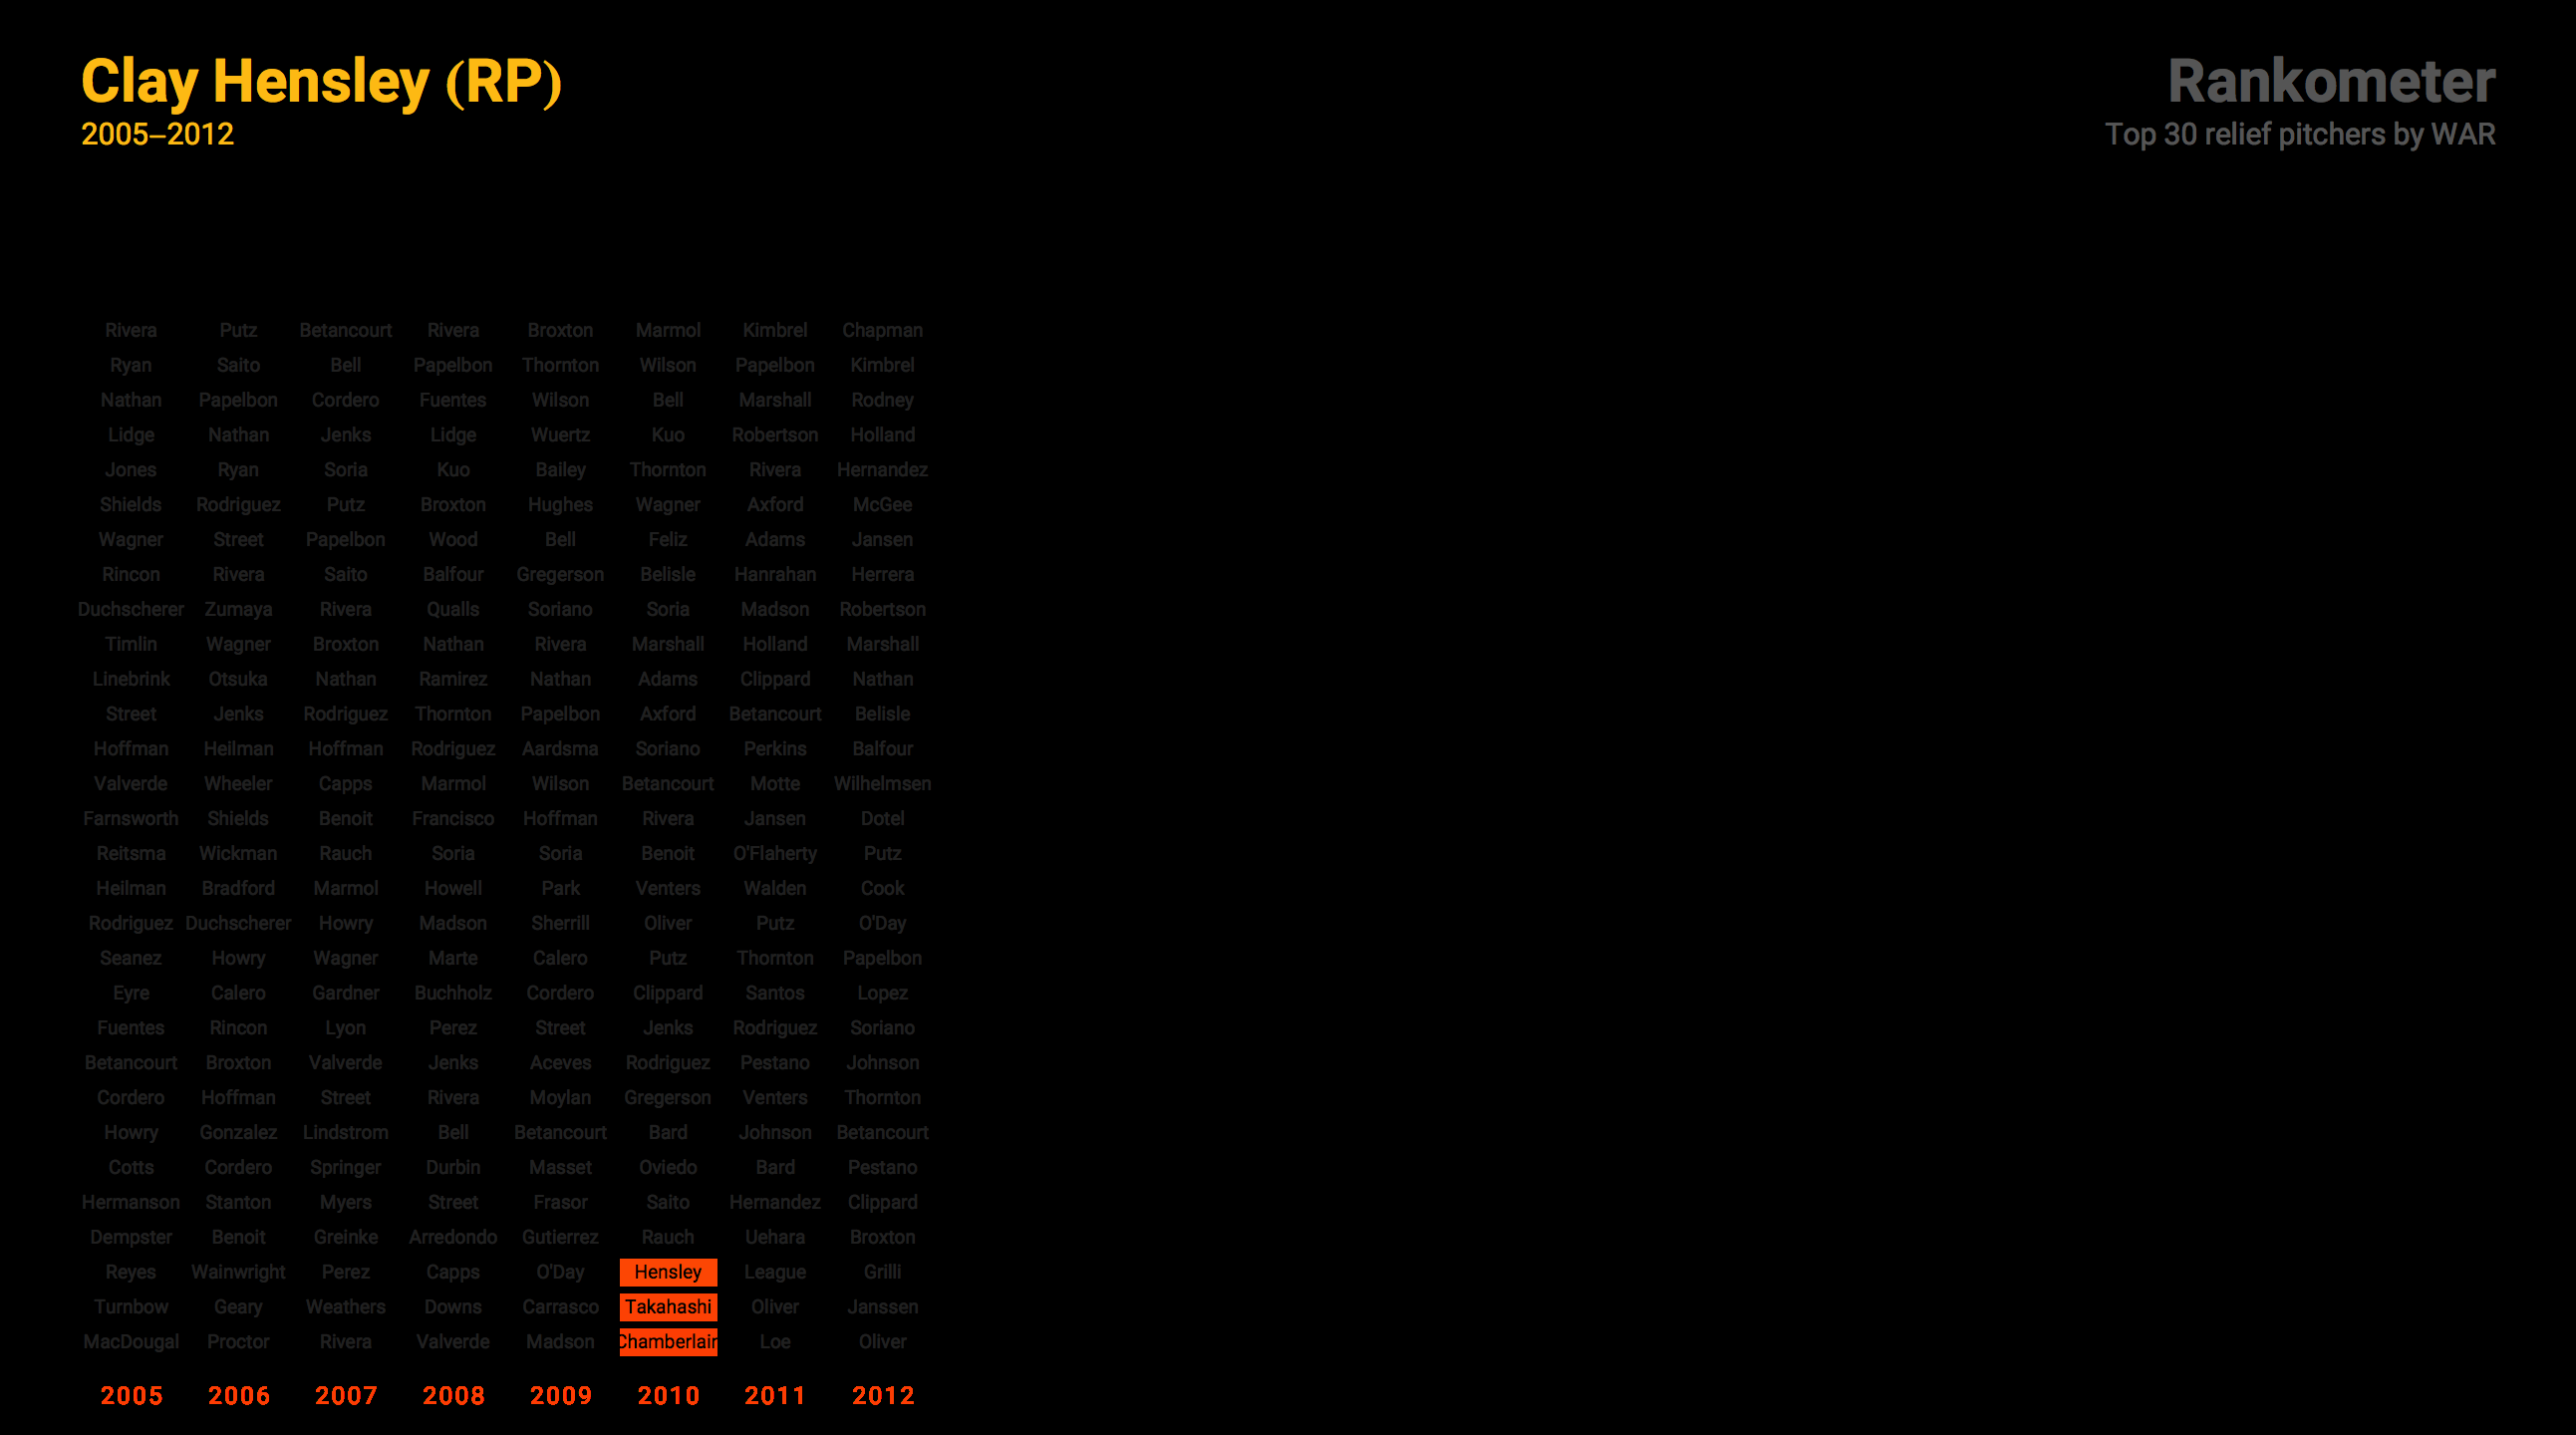 Clay Hensley (RP)
2005–2012
Rankometer
Top 30 relief pitchers by WAR
Rivera Putz Betancourt Rivera Broxton Marmol Kimbrel Chapman
Ryan Saito Bell Papelbon Thornton Wilson Papelbon Kimbrel
Nathan Papelbon Cordero Fuentes Wilson Bell Marshall Rodney
Lidge Nathan Jenks Lidge Wuertz Kuo Robertson Holland
Jones Ryan Soria Kuo Bailey Thornton Rivera Hernandez
Shields Rodriguez Putz Broxton Hughes Wagner Axford McGee
Wagner Street Papelbon Wood Bell Feliz Adams Jansen
Rincon Rivera Saito Balfour Gregerson Belisle Hanrahan Herrera
Duchscherer Zumaya Rivera Qualls Soriano Soria Madson Robertson
Timlin Wagner Broxton Nathan Rivera Marshall Holland Marshall
Linebrink Otsuka Nathan Ramirez Nathan Adams Clippard Nathan
Street Jenks Rodriguez Thornton Papelbon Axford Betancourt Belisle
Hoffman Heilman Hoffman Rodriguez Aardsma Soriano Perkins Balfour
Valverde Wheeler Capps Marmol Wilson Betancourt Motte Wilhelmsen
Farnsworth Shields Benoit Francisco Hoffman Rivera Jansen Dotel
Reitsma Wickman Rauch Soria Soria Benoit O'Flaherty Putz
Heilman Bradford Marmol Howell Park Venters Walden Cook
Rodriguez Duchscherer Howry Madson Sherrill Oliver Putz O'Day
Seanez Howry Wagner Marte Calero Putz Thornton Papelbon
Eyre Calero Gardner Buchholz Cordero Clippard Santos Lopez
Fuentes Rincon Lyon Perez Street Jenks Rodriguez Soriano
Betancourt Broxton Valverde Jenks Aceves Rodriguez Pestano Johnson
Cordero Hoffman Street Rivera Moylan Gregerson Venters Thornton
Howry Gonzalez Lindstrom Bell Betancourt Bard Johnson Betancourt
Cotts Cordero Springer Durbin Masset Oviedo Bard Pestano
Hermanson Stanton Myers Street Frasor Saito Hernandez Clippard
Dempster Benoit Greinke Arredondo Gutierrez Rauch Uehara Broxton
Reyes Wainwright Perez Capps O'Day Hensley League Grilli
Turnbow Geary Weathers Downs Carrasco Takahashi Oliver Janssen
MacDougal Proctor Rivera Valverde Madson Chamberlain Loe Oliver
2005 2006 2007 2008 2009 2010 2011 2012